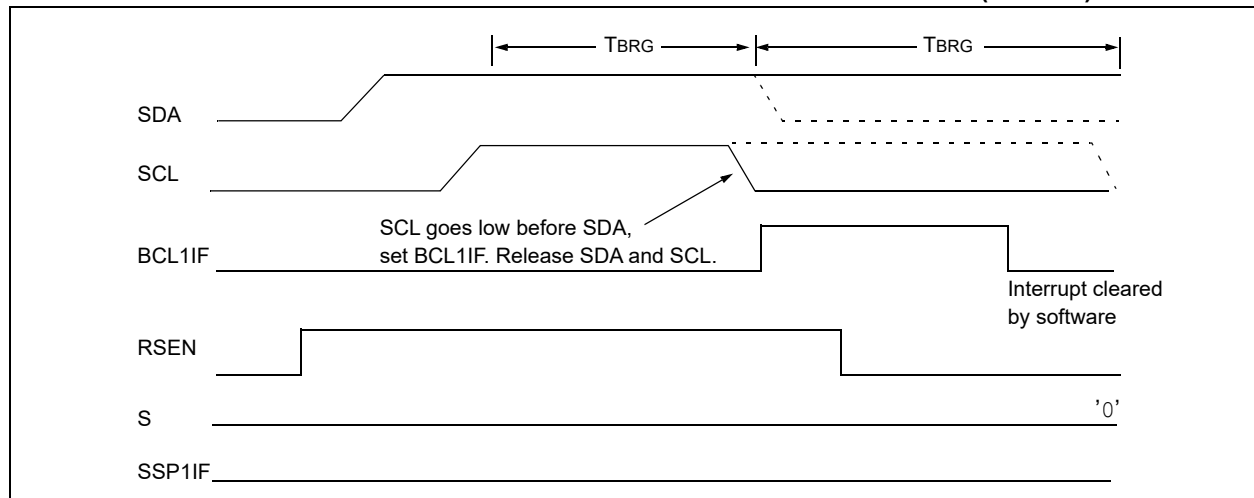 TBRG
TBRG
SDA
SCL
SCL goes low before SDA,
set BCL1IF. Release SDA and SCL.
BCL1IF
Interrupt cleared
by software
RSEN
S
'0'
SSP1IF